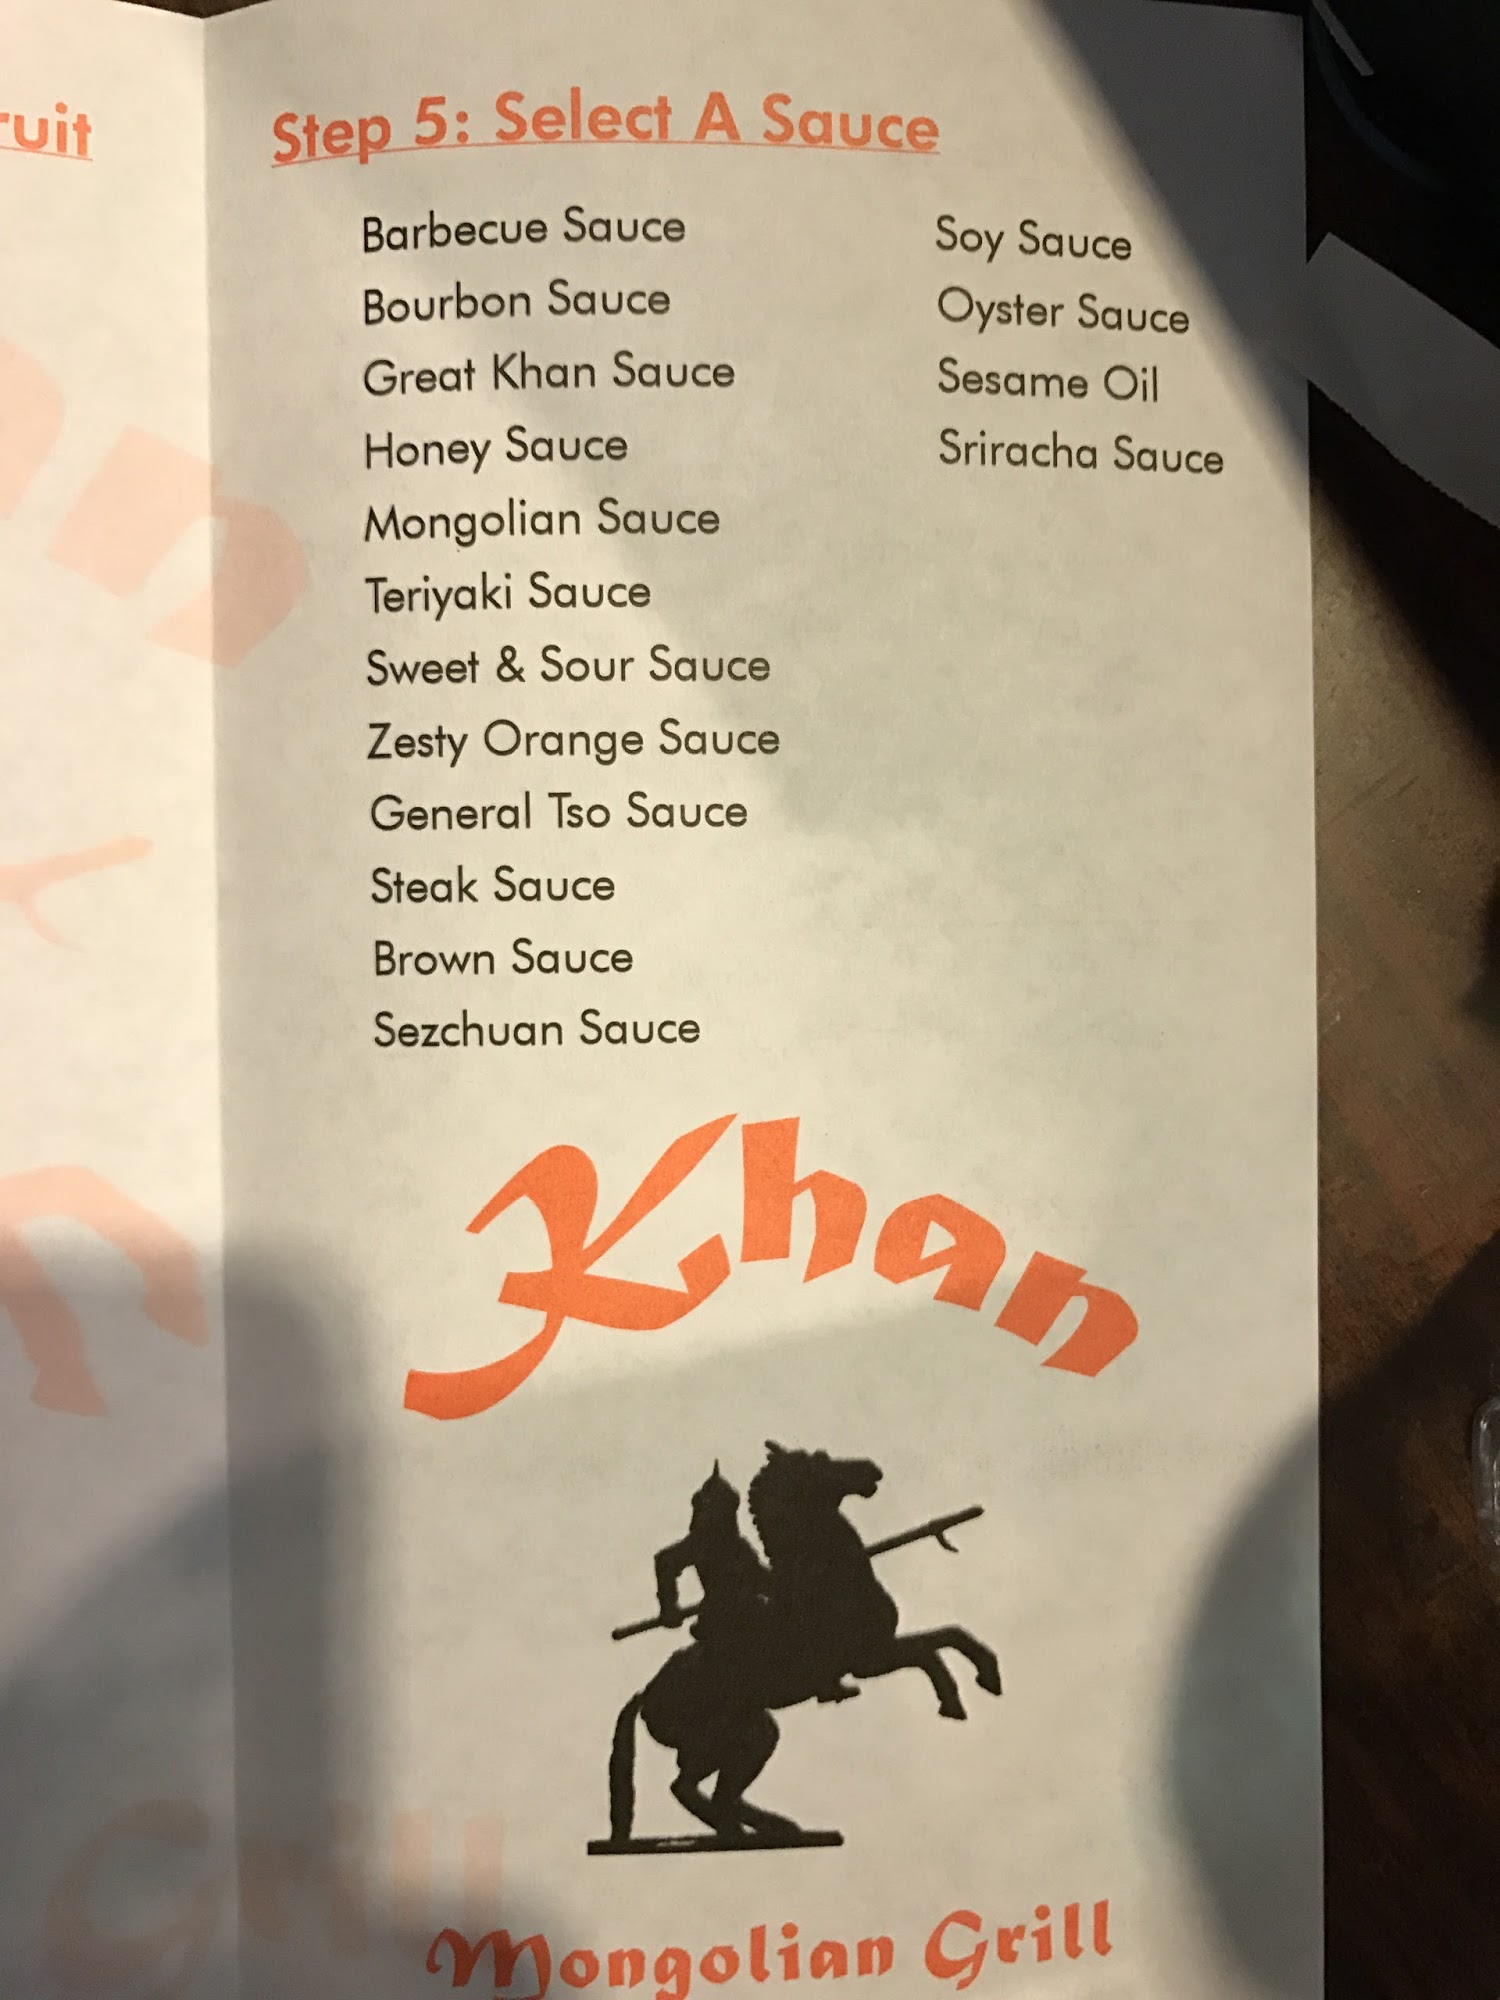 ruit
Step 5: Select A Sauce
Barbecue Sauce
Bourbon Sauce
Great Khan Sauce
Honey Sauce
Mongolian Sauce
Teriyaki Sauce
Sweet & Sour Sauce
Zesty Orange Sauce
General Tso Sauce
Steak Sauce
Brown Sauce
Sezchuan Sauce
Soy Sauce
Oyster Sauce
Sesame Oil
Sriracha Sauce
Khan
Mongolian Grill
Grill